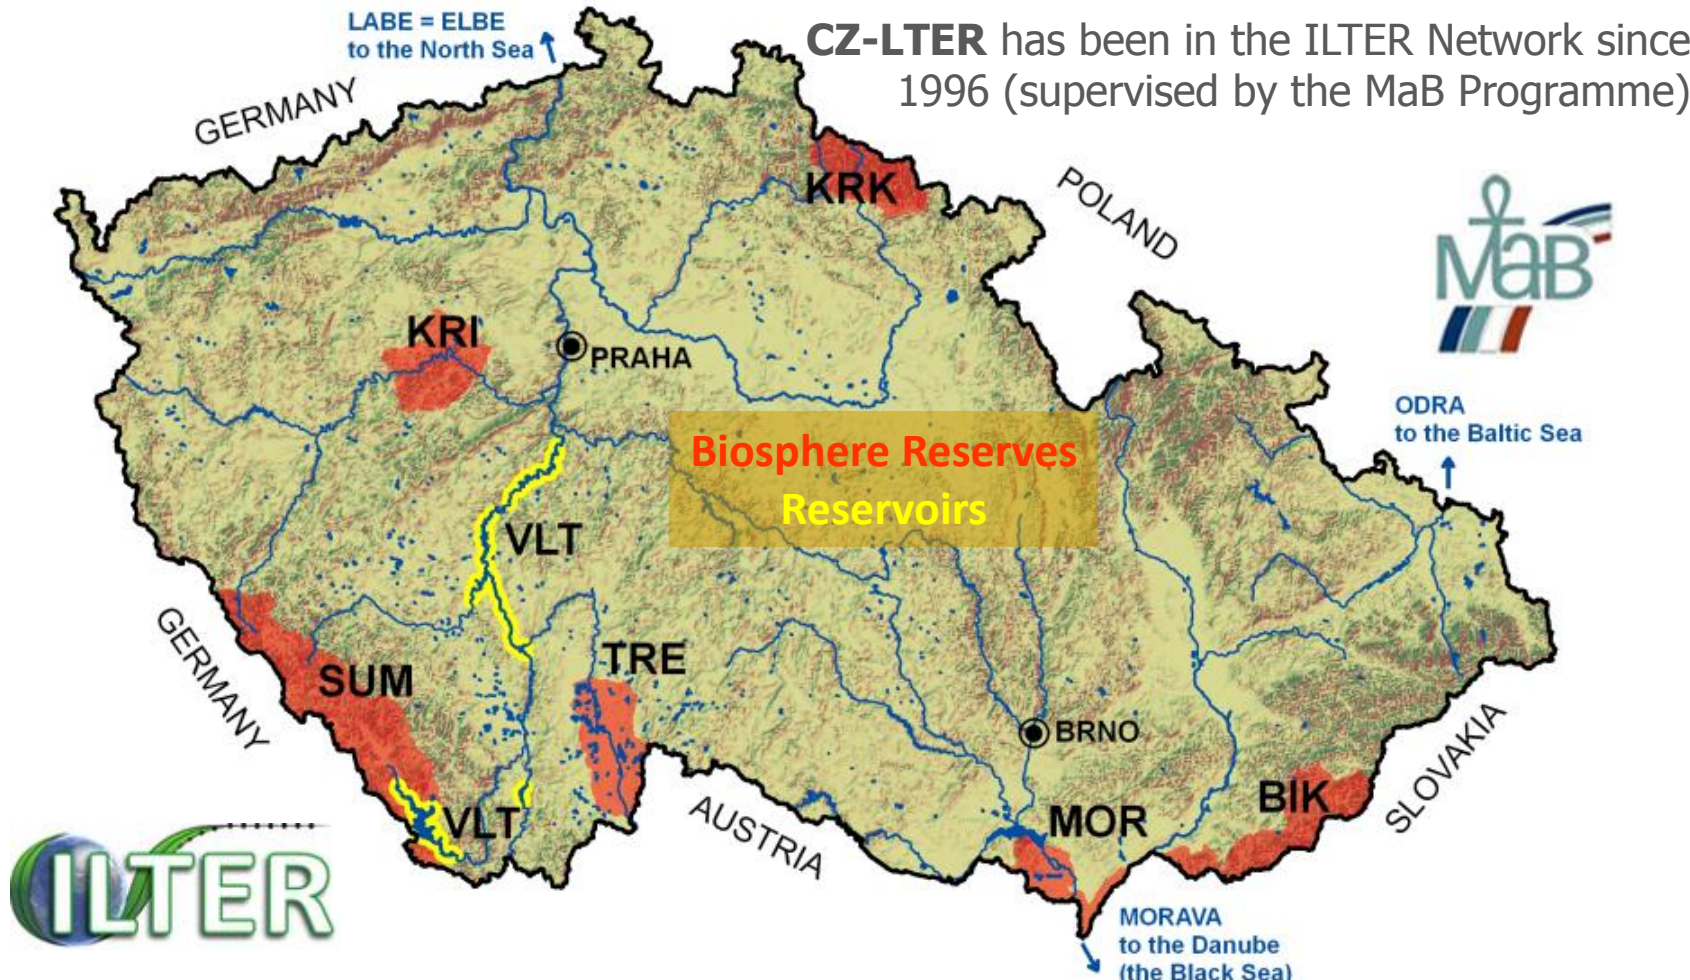 LABE = ELBE
to the North Sea
CZ-LTER has been in the ILTER Network since
1996 (supervised by the MaB Programme)
GERMANY
KRK
POLAND
MaB
KRI
PRAHA
ODRA
to the Baltic Sea
Biosphere Reserves
Reservoirs
VLT
GERMANY
SUM
TRE
BRNO
SLOVAKIA
AUSTRIA
BIK
VLT
MOR
ILTER
MORAVA
to the Danube
(the Black Sea)